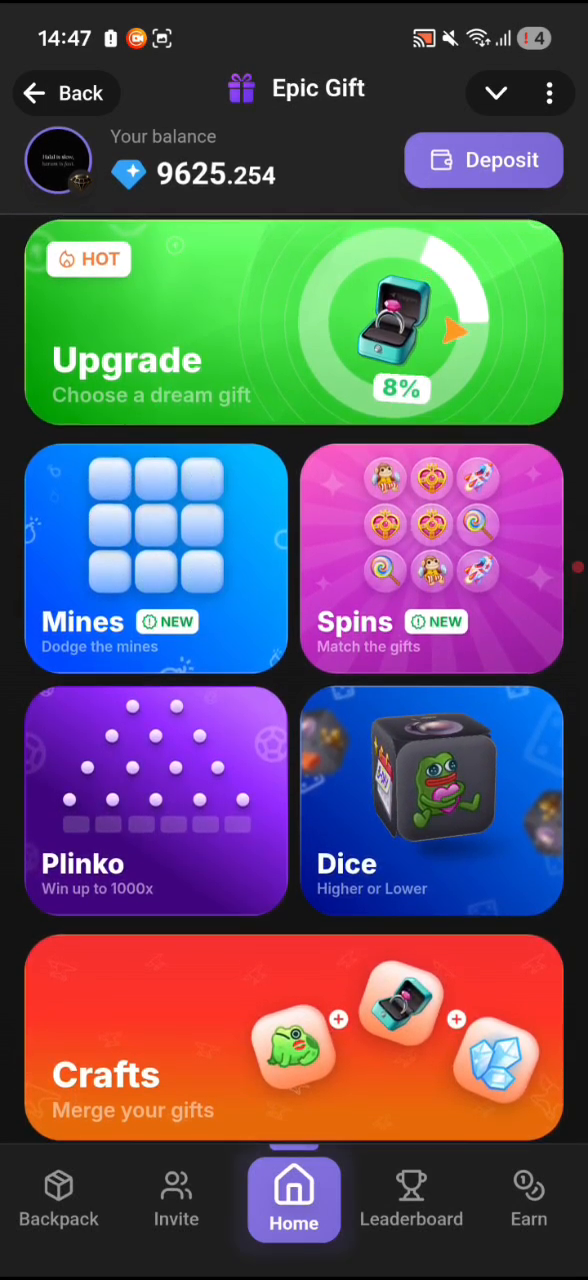 14:47
4
Back
Epic Gift
Your balance
9625.254
Deposit
HOT
Upgrade
Choose a dream gift
8%
Mines NEW
Dodge the mines
Spins NEW
Match the gifts
Plinko
Win up to 1000x
Dice
Higher or Lower
Crafts
Merge your gifts
Backpack
Invite
Home
Leaderboard
Earn